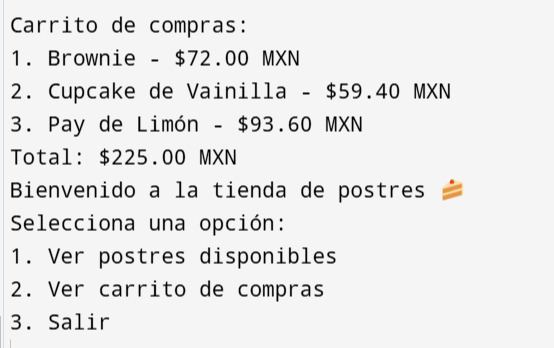 Carrito de compras:
1. Brownie - $72.00 MXN
2. Cupcake de Vainilla - $59.40 MXN
3. Pay de Limón - $93.60 MXN
Total: $225.00 MXN
Bienvenido a la tienda de postres 🍰
Selecciona una opción:
1. Ver postres disponibles
2. Ver carrito de compras
3. Salir